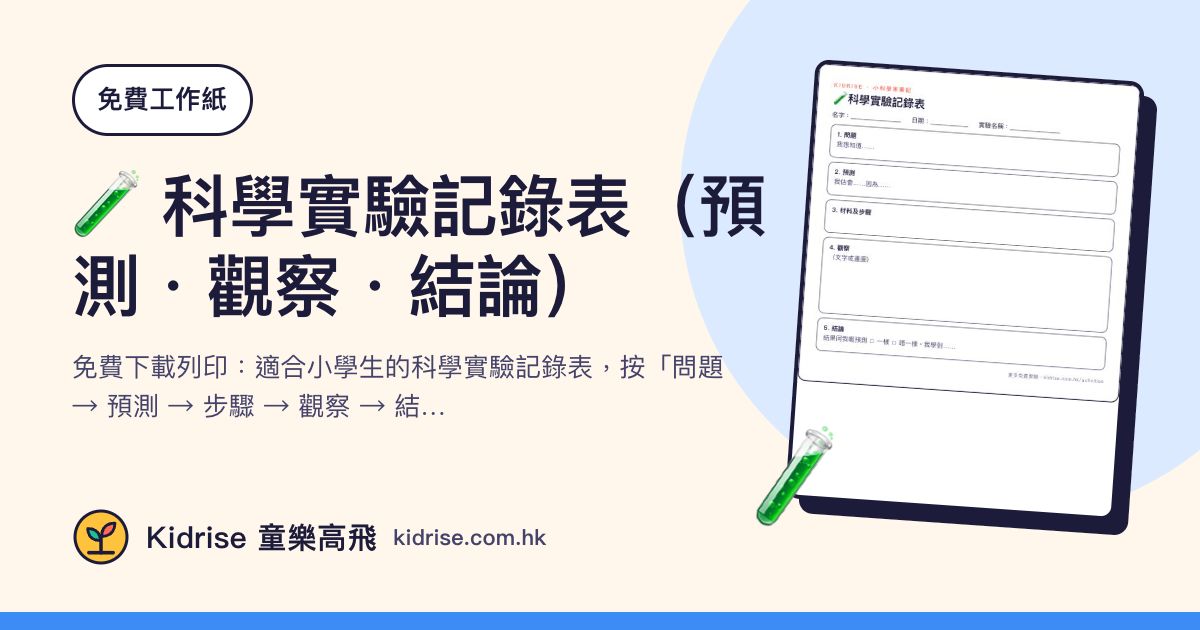 免費工作紙
科學實驗記錄表（預
測·觀察·結論）
免費下載列印：適合小學生的科學實驗記錄表，按「問題
→ 預測 → 步驟 → 觀察 → 結…
Kidrise 童樂高飛 kidrise.com.hk
科學實驗記錄表
名字： 日期： 實驗名稱：
1. 問題
我想知道……
2. 預測
我估會……因為……
3. 材料及步驟
4. 觀察
（文字或畫圖）
5. 結論